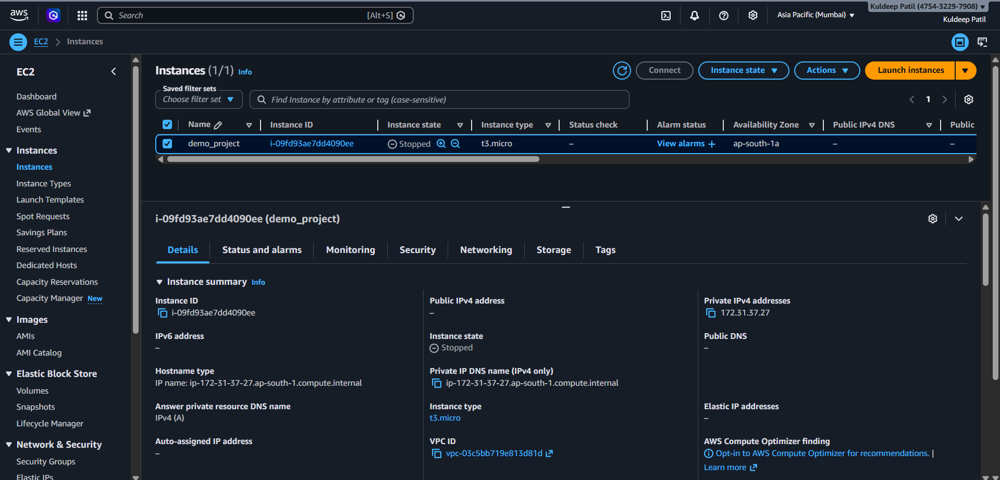 aws
Search
[Alt+S]
Asia Pacific (Mumbai)
Kuldeep Patil (4754-3229-7908)
Kuldeep Patil
EC2
Instances
EC2
Dashboard
AWS Global View
Events
Instances
Instances
Instance Types
Launch Templates
Spot Requests
Savings Plans
Reserved Instances
Dedicated Hosts
Capacity Reservations
Capacity Manager New
Images
AMIs
AMI Catalog
Elastic Block Store
Volumes
Snapshots
Lifecycle Manager
Network & Security
Security Groups
Elastic IPs
Instances (1/1) Info
Connect
Instance state
Actions
Launch instances
Saved filter sets
Choose filter set
Find Instance by attribute or tag (case-sensitive)
1
Name Instance ID Instance state Instance type Status check Alarm status Availability Zone Public IPv4 DNS Public
demo_project i-09fd93ae7dd4090ee Stopped t3.micro – View alarms + ap-south-1a – –
i-09fd93ae7dd4090ee (demo_project)
Details Status and alarms Monitoring Security Networking Storage Tags
Instance summary Info
Instance ID
i-09fd93ae7dd4090ee
Public IPv4 address
–
Private IPv4 addresses
172.31.37.27
IPv6 address
–
Instance state
Stopped
Public DNS
–
Hostname type
IP name: ip-172-31-37-27.ap-south-1.compute.internal
Private IP DNS name (IPv4 only)
ip-172-31-37-27.ap-south-1.compute.internal
Answer private resource DNS name
IPv4 (A)
Instance type
t3.micro
Elastic IP addresses
–
Auto-assigned IP address
–
VPC ID
vpc-03c5bb719e813d81d
AWS Compute Optimizer finding
Opt-in to AWS Compute Optimizer for recommendations. |
Learn more